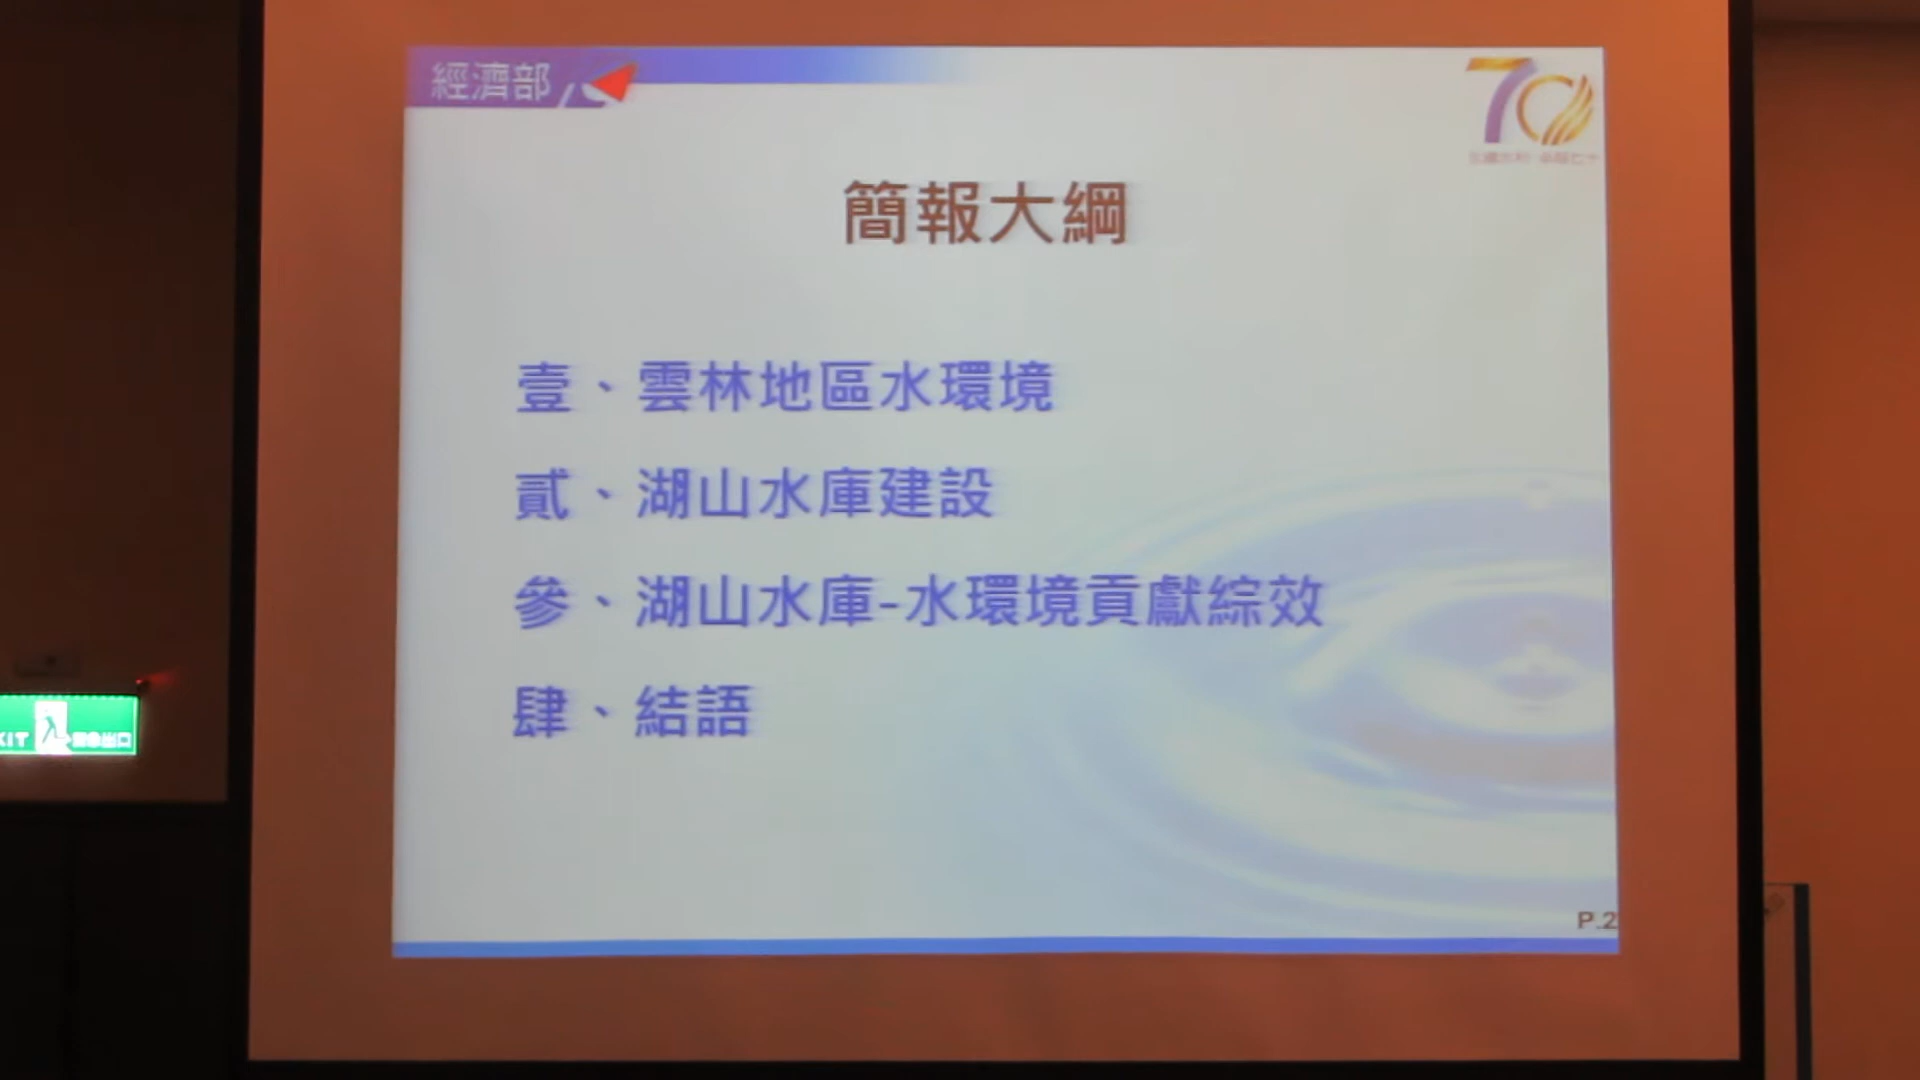 經濟部
70
簡報大綱
壹、雲林地區水環境
貳、湖山水庫建設
參、湖山水庫-水環境貢獻綜效
肆、結語
P.2